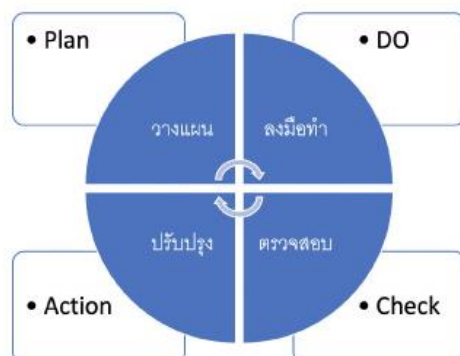 • Plan
• DO
วางแผน
ลงมือทำ
ปรับปรุง
ตรวจสอบ
• Action
• Check